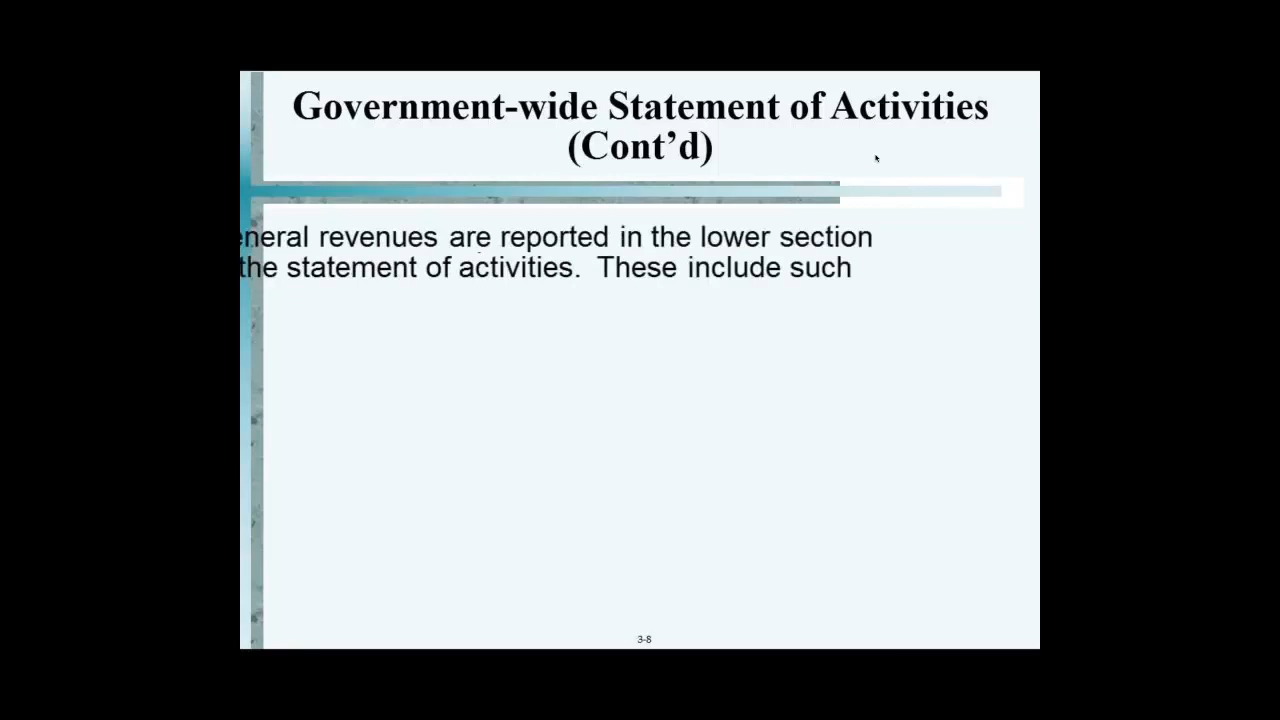 Government-wide Statement of Activities
(Cont’d)
eneral revenues are reported in the lower section
the statement of activities. These include such
3-8